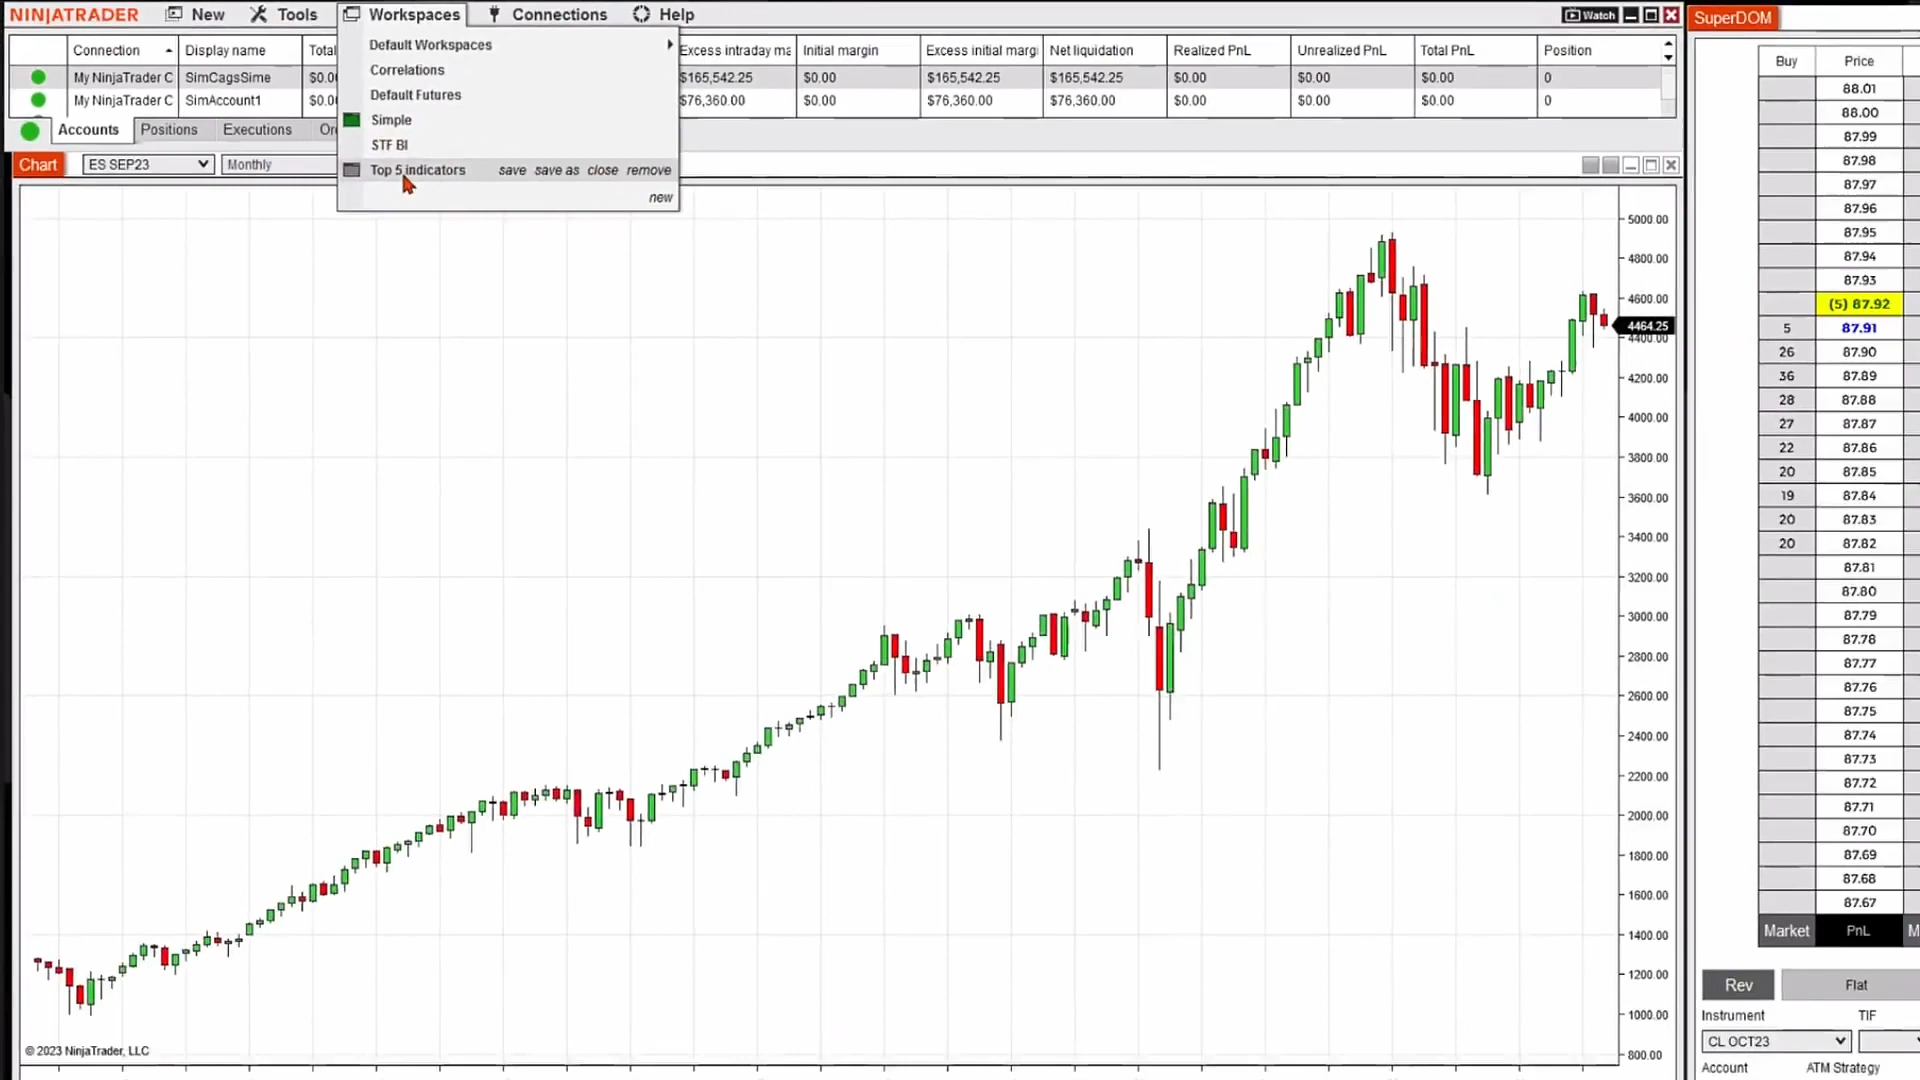 NINJATRADER New Tools Workspaces Connections Help Watch
Connection Display name Total Excess intraday ma Initial margin Excess initial margi Net liquidation Realized PnL Unrealized PnL Total PnL Position
My NinjaTrader C SimCagsSime $0.0 $165,542.25 $0.00 $165,542.25 $165,542.25 $0.00 $0.00 $0.00 0
My NinjaTrader C SimAccount1 $0.0 $76,360.00 $0.00 $76,360.00 $76,360.00 $0.00 $0.00 $0.00 0
Accounts Positions Executions Or
Default Workspaces
Correlations
Default Futures
Simple
STF BI
Top 5 indicators save save as close remove
new
Chart ES SEP23 Monthly
5000.00
4800.00
4600.00
4464.25
4400.00
4200.00
4000.00
3800.00
3600.00
3400.00
3200.00
3000.00
2800.00
2600.00
2400.00
2200.00
2000.00
1800.00
1600.00
1400.00
1200.00
1000.00
800.00
© 2023 NinjaTrader, LLC
SuperDOM
Buy Price
88.01
88.00
87.99
87.98
87.97
87.96
87.95
87.94
87.93
(5) 87.92
5 87.91
26 87.90
36 87.89
28 87.88
27 87.87
22 87.86
20 87.85
19 87.84
20 87.83
20 87.82
87.81
87.80
87.79
87.78
87.77
87.76
87.75
87.74
87.73
87.72
87.71
87.70
87.69
87.68
87.67
Market PnL M
Rev Flat
Instrument TIF
CL OCT23
Account ATM Strategy